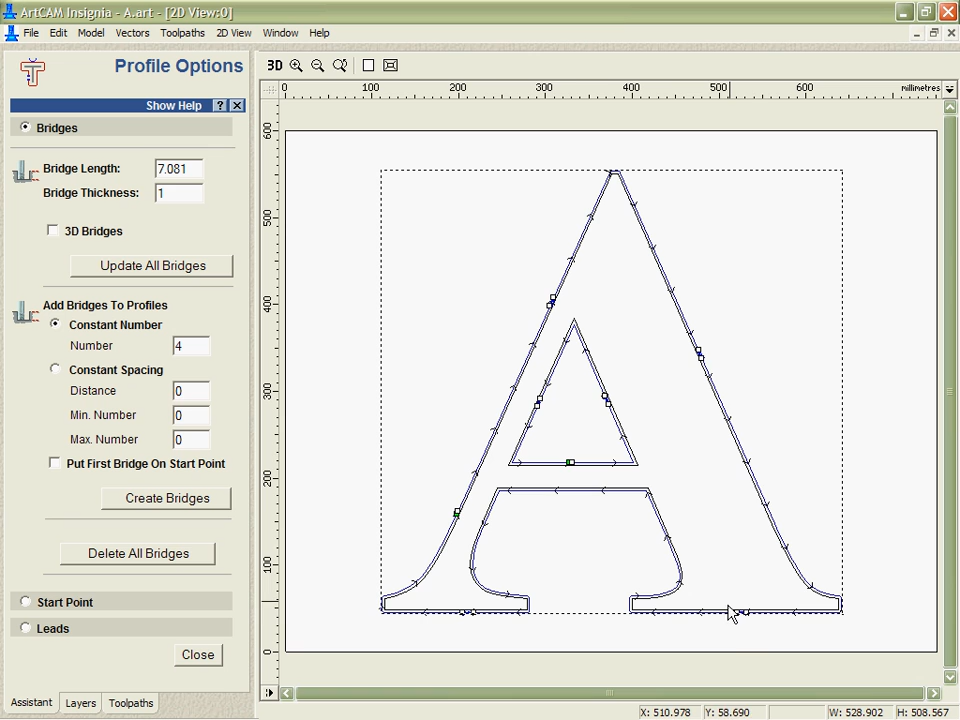 ArtCAM Insignia - A.art - [2D View:0]
File Edit Model Vectors Toolpaths 2D View Window Help
Profile Options
Show Help ? X
Bridges
Bridge Length: 7.081
Bridge Thickness: 1
3D Bridges
Update All Bridges
Add Bridges To Profiles
Constant Number
Number 4
Constant Spacing
Distance 0
Min. Number 0
Max. Number 0
Put First Bridge On Start Point
Create Bridges
Delete All Bridges
Start Point
Leads
Close
Assistant Layers Toolpaths
3D
0 100 200 300 400 500 600 millimetres
600
500
400
300
200
100
0
X: 510.978 Y: 58.690 W: 528.902 H: 508.567